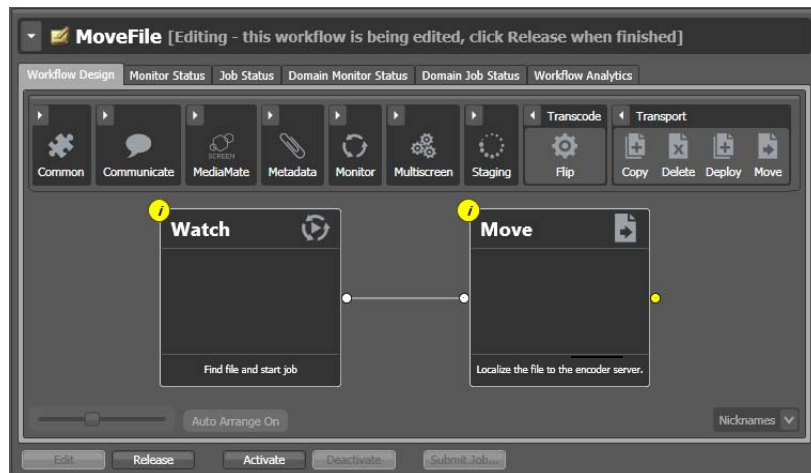 MoveFile [Editing - this workflow is being edited, click Release when finished]
Workflow Design Monitor Status Job Status Domain Monitor Status Domain Job Status Workflow Analytics
Transcode Transport
SCREEN
Common Communicate MediaMate Metadata Monitor Multiscreen Staging Flip Copy Delete Deploy Move
i i
Watch Move
Find file and start job Localize the file to the encoder server.
Auto Arrange On Nicknames
Edit Release Activate Deactivate Submit Job...